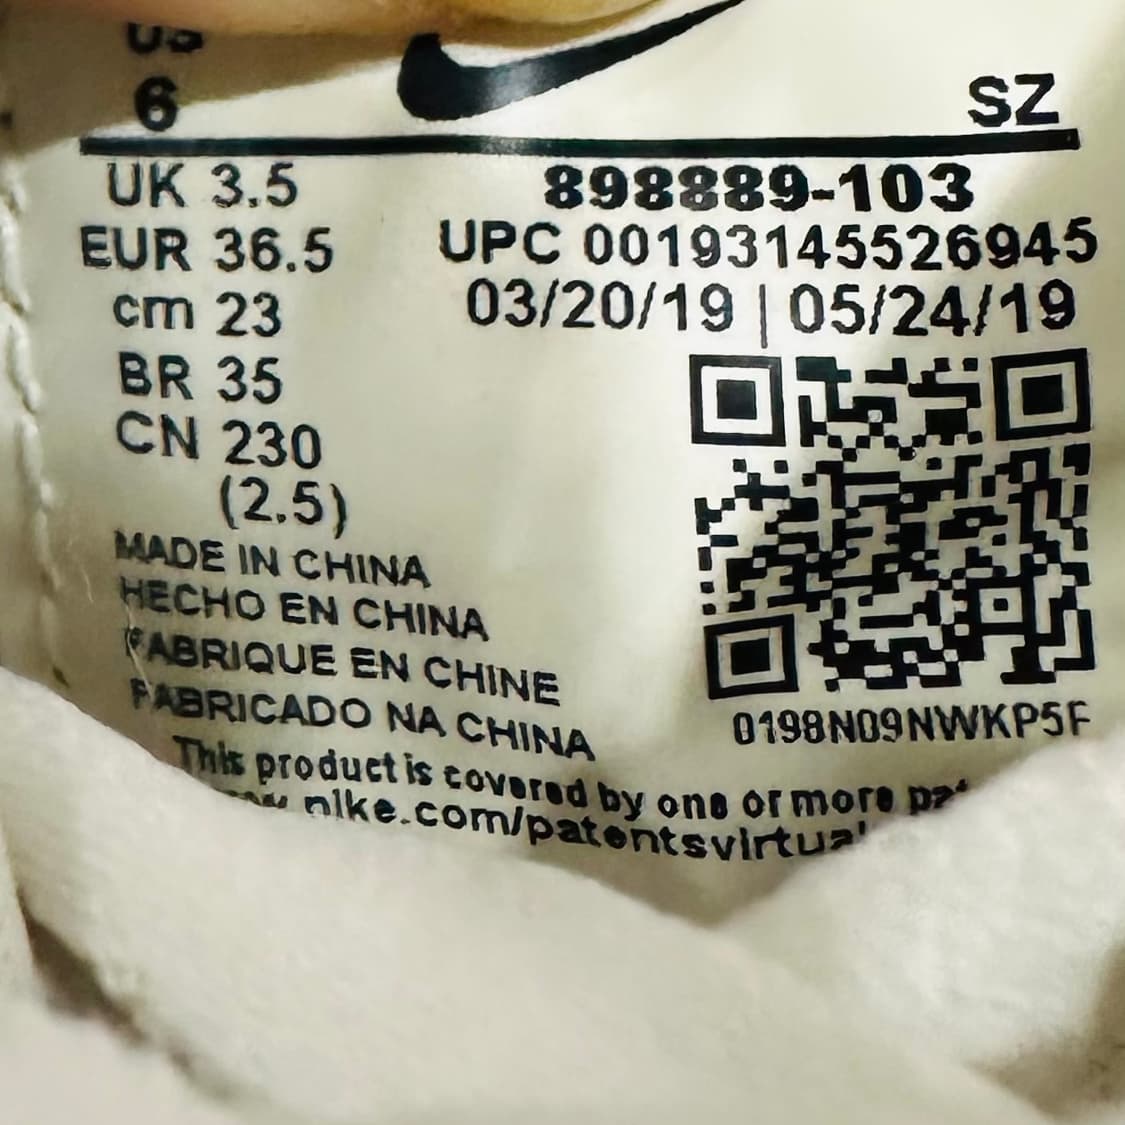 US
6
SZ
UK 3.5
EUR 36.5
cm 23
BR 35
CN 230
(2.5)
898889-103
UPC 00193145526945
03/20/19 | 05/24/19
0198N09NWKP5F
MADE IN CHINA
HECHO EN CHINA
FABRIQUE EN CHINE
FABRICADO NA CHINA
This product is covered by one or more
nike.com/patentsvirtual